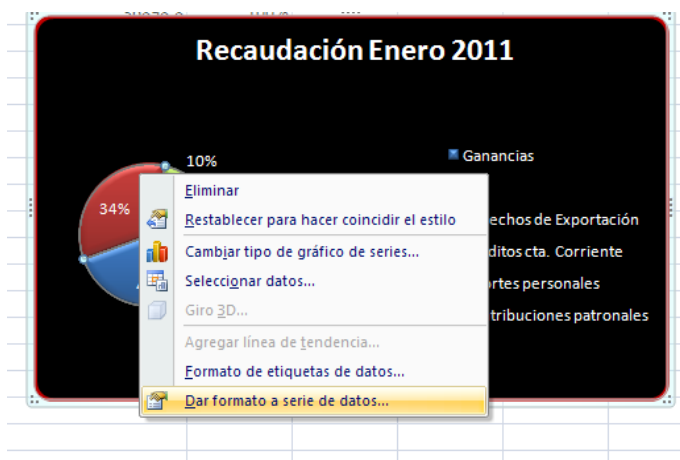 Recaudación Enero 2011
10%
34%
Ganancias
echos de Exportación
ditos cta. Corriente
rtes personales
tribuciones patronales
Eliminar
Restablecer para hacer coincidir el estilo
Cambiar tipo de gráfico de series...
Seleccionar datos...
Giro 3D...
Agregar línea de tendencia...
Formato de etiquetas de datos...
Dar formato a serie de datos...